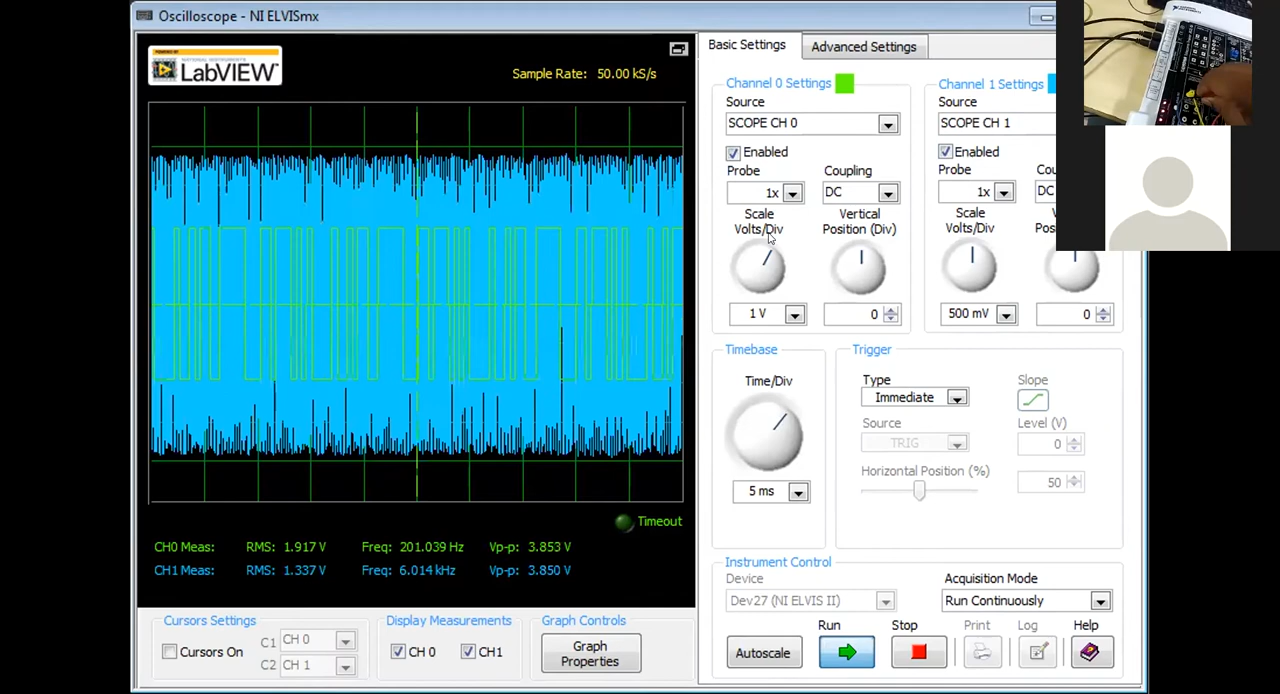 Oscilloscope - NI ELVISmx
POWERED BY
LabVIEW™
Sample Rate: 50.00 kS/s
Timeout
CH0 Meas: RMS: 1.917 V Freq: 201.039 Hz Vp-p: 3.853 V
CH1 Meas: RMS: 1.337 V Freq: 6.014 kHz Vp-p: 3.850 V
Cursors Settings
Cursors On
C1 CH 0
C2 CH 1
Display Measurements
CH 0 CH1
Graph Controls
Graph
Properties
Basic Settings Advanced Settings
Channel 0 Settings
Source
SCOPE CH 0
Enabled
Probe Coupling
1x DC
Scale Vertical
Volts/Div Position (Div)
1 V 0
Channel 1 Settings
Source
SCOPE CH 1
Enabled
Probe
1x DC
Scale
Volts/Div
500 mV 0
Timebase
Time/Div
5 ms
Trigger
Type Slope
Immediate
Source Level (V)
TRIG 0
Horizontal Position (%)
50
Instrument Control
Device Acquisition Mode
Dev27 (NI ELVIS II) Run Continuously
Run Stop Print Log Help
Autoscale